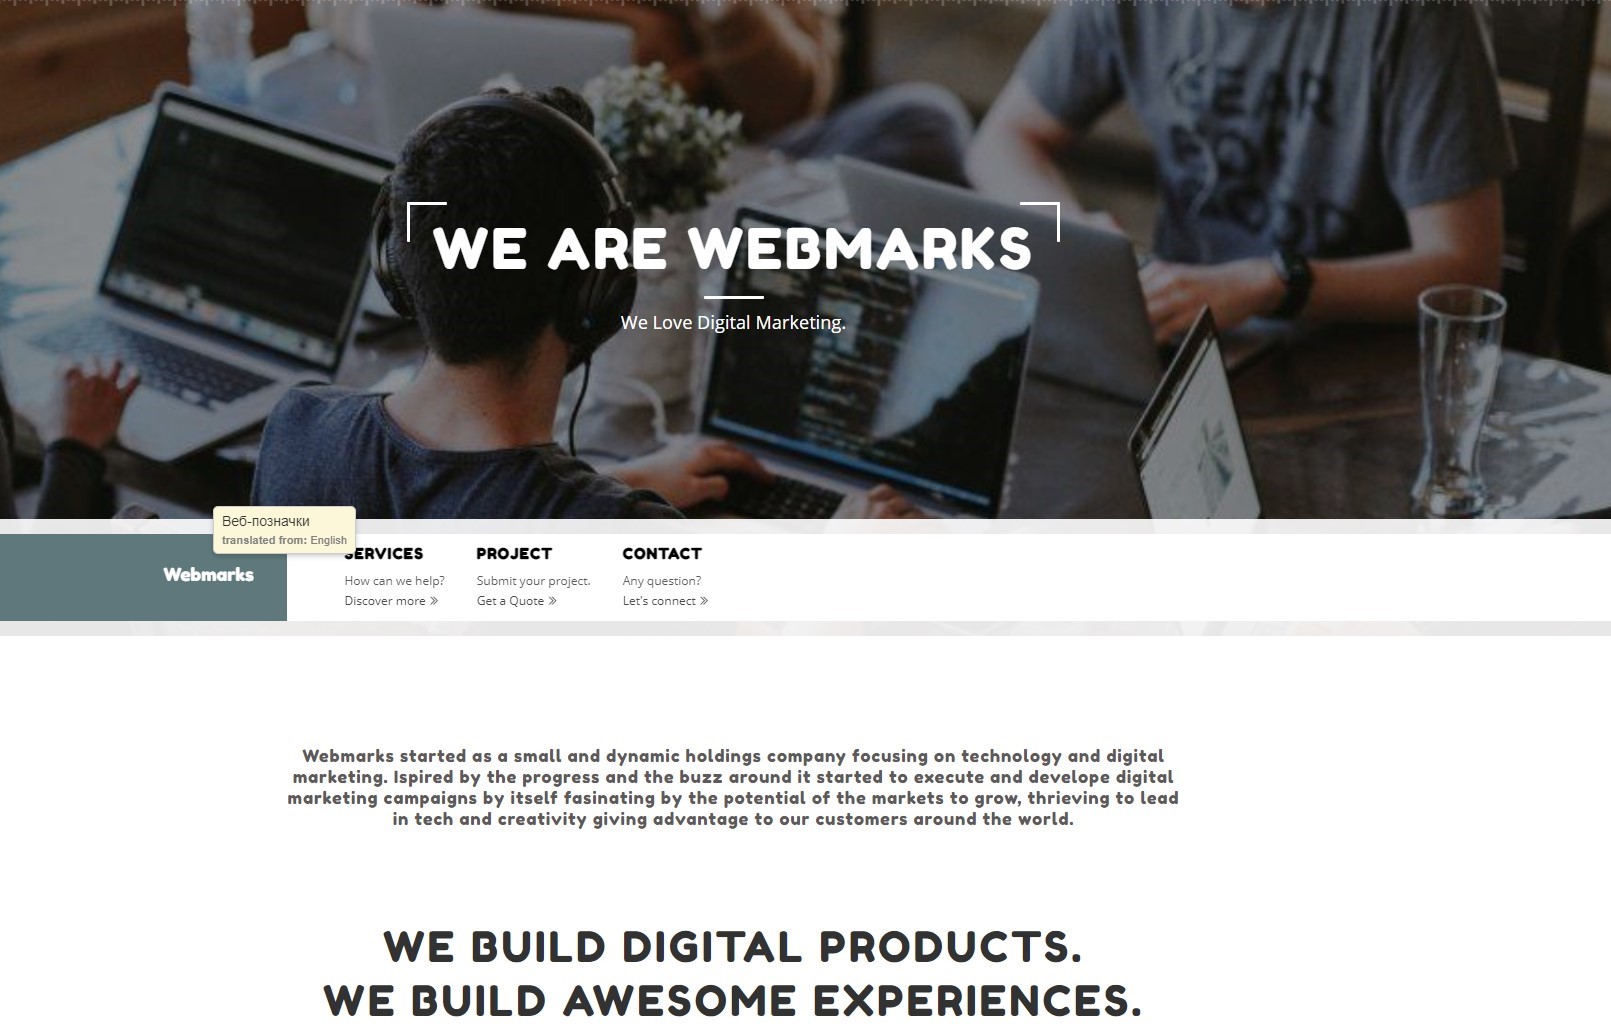 WE ARE WEBMARKS
We Love Digital Marketing.
Веб-позначки
translated from: English
Webmarks
SERVICES
How can we help?
Discover more »
PROJECT
Submit your project.
Get a Quote »
CONTACT
Any question?
Let's connect »
Webmarks started as a small and dynamic holdings company focusing on technology and digital
marketing. Ispired by the progress and the buzz around it started to execute and develope digital
marketing campaigns by itself fasinating by the potential of the markets to grow, thrieving to lead
in tech and creativity giving advantage to our customers around the world.
WE BUILD DIGITAL PRODUCTS.
WE BUILD AWESOME EXPERIENCES.